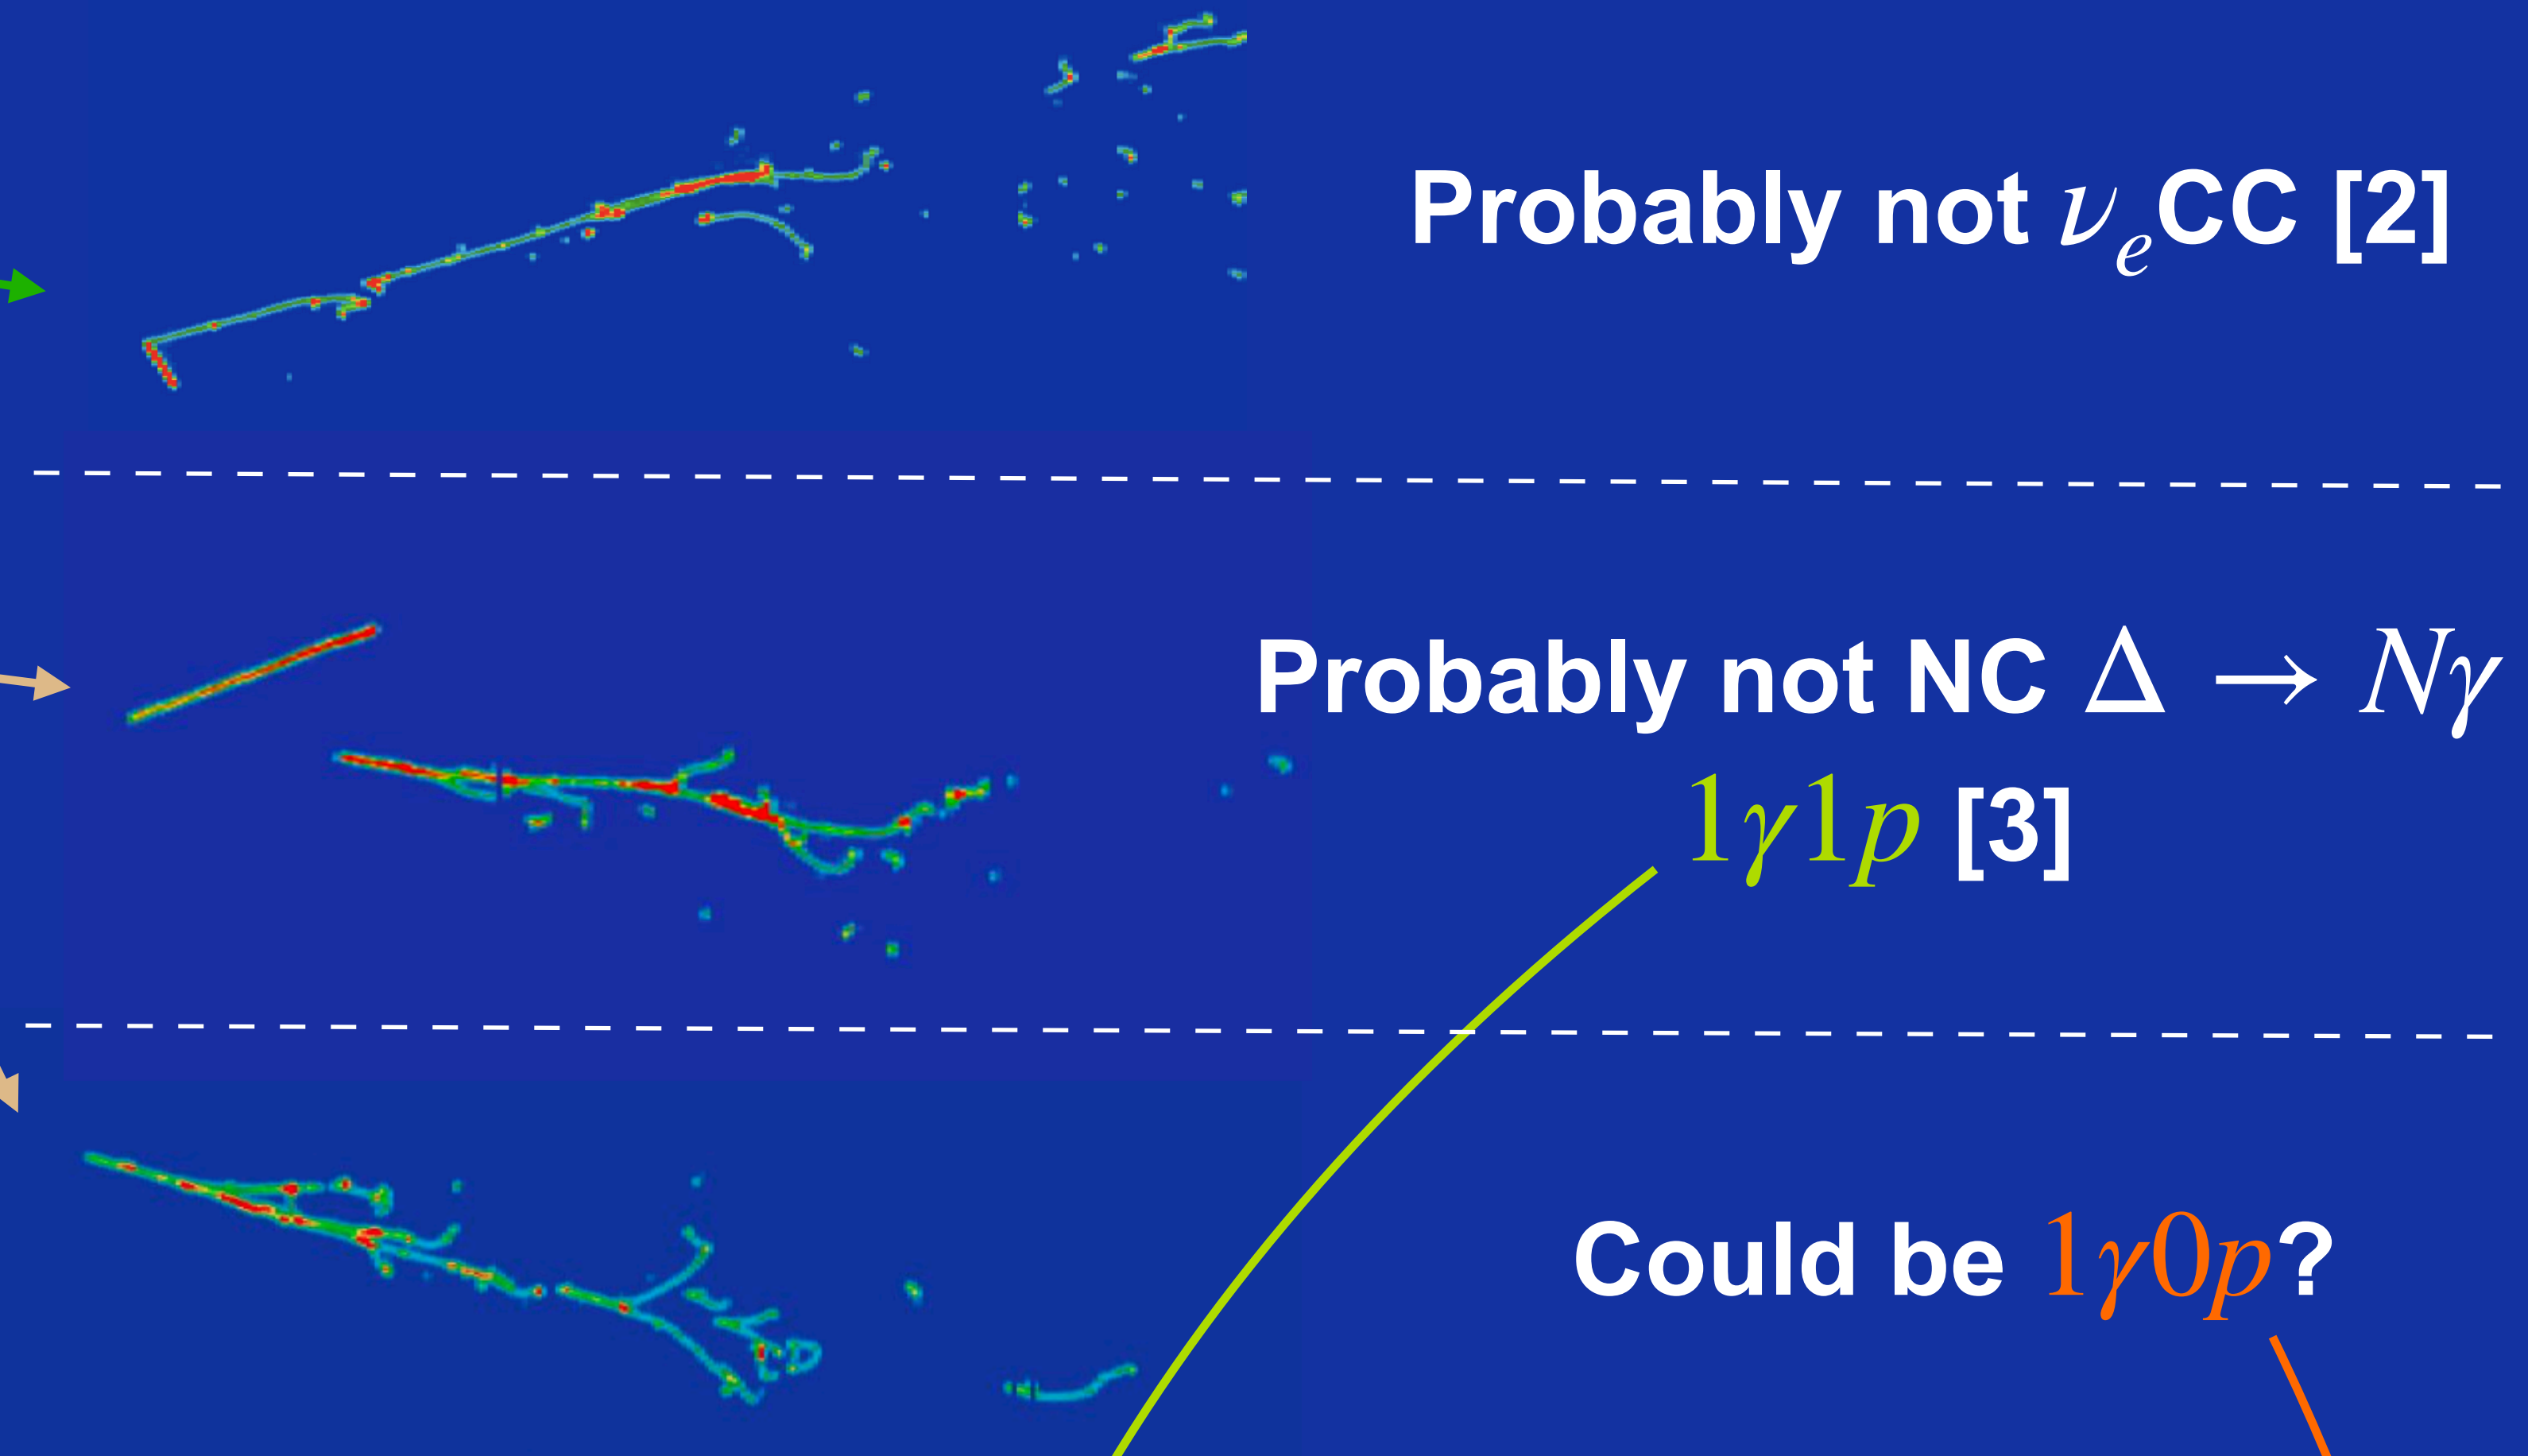 Probably not νₑCC [2]
Probably not NC Δ → Nγ
1γ1p [3]
Could be 1γ0p?